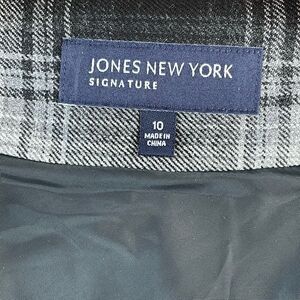 JONES NEW YORK
SIGNATURE
10
MADE IN
CHINA